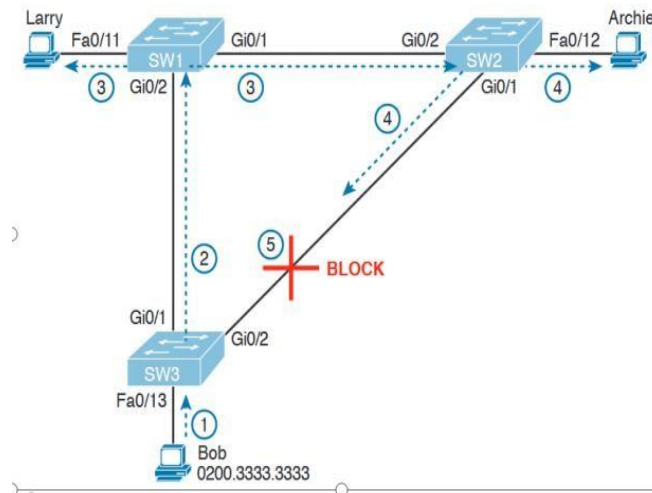 Larry
Fa0/11
SW1
Gi0/1
Gi0/2
SW2
Fa0/12
Archie
3
Gi0/2
3
Gi0/1
4
4
2
5
BLOCK
Gi0/1
Gi0/2
SW3
Fa0/13
1
Bob
0200.3333.3333